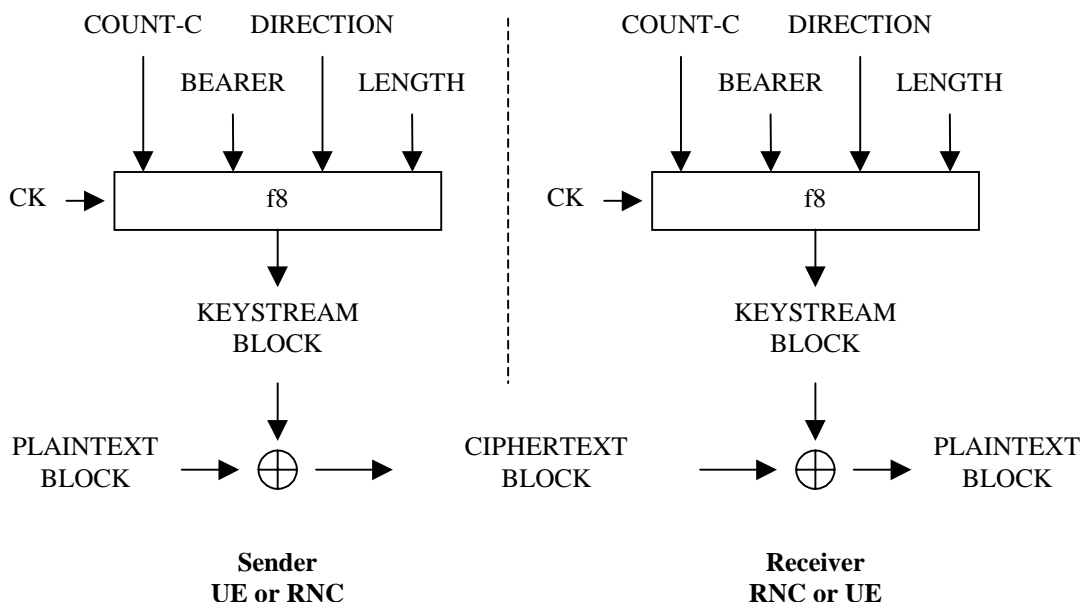 COUNT-C DIRECTION COUNT-C DIRECTION
BEARER LENGTH BEARER LENGTH
CK f8 CK f8
KEYSTREAM KEYSTREAM
BLOCK BLOCK
PLAINTEXT CIPHERTEXT PLAINTEXT
BLOCK BLOCK BLOCK
Sender Receiver
UE or RNC RNC or UE